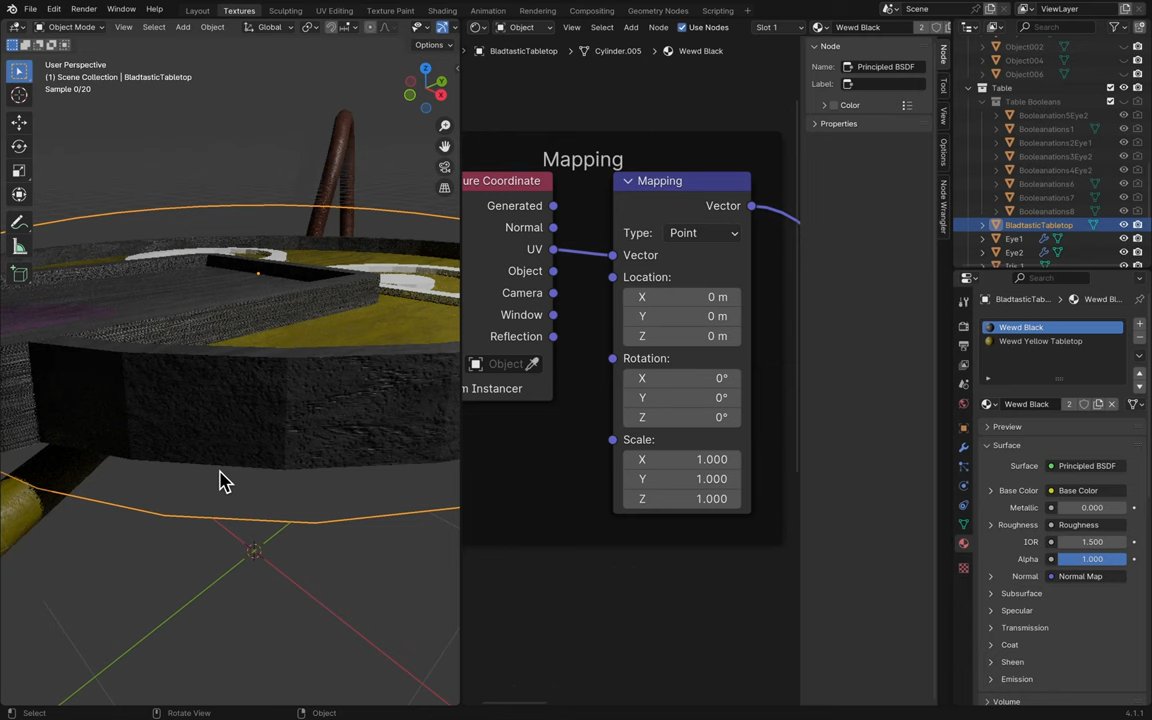 File Edit Render Window Help Layout Textures Sculpting UV Editing Texture Paint Shading Animation Rendering Compositing Geometry Nodes Scripting Scene ViewLayer
Object Mode View Select Add Object Global
Object View Select Add Node Use Nodes Slot 1 Wewd Black 2
Search
Options
BladtasticTabletop Cylinder.005 Wewd Black
User Perspective
(1) Scene Collection | BladtasticTabletop
Sample 0/20
Z
Y
X
Mapping
ure Coordinate
Generated
Normal
UV
Object
Camera
Window
Reflection
Object
m Instancer
Mapping
Vector
Type: Point
Vector
Location:
X 0 m
Y 0 m
Z 0 m
Rotation:
X 0°
Y 0°
Z 0°
Scale:
X 1.000
Y 1.000
Z 1.000
Node
Name: Principled BSDF
Label:
Color
Properties
Node
Tool
View
Options
Node Wrangler
Object002
Object004
Object006
Table
Table Booleans
Booleanation5Eye2
Booleanations1
Booleanations2Eye1
Booleanations3Eye2
Booleanations4Eye2
Booleanations6
Booleanations7
Booleanations8
BladtasticTabletop
Eye1
Eye2
Search
BladtasticTab... Wewd Bl...
Wewd Black
Wewd Yellow Tabletop
Wewd Black 2
Preview
Surface
Surface Principled BSDF
Base Color Base Color
Metallic 0.000
Roughness Roughness
IOR 1.500
Alpha 1.000
Normal Normal Map
Subsurface
Specular
Transmission
Coat
Sheen
Emission
Volume
Select Rotate View Object 4.1.1